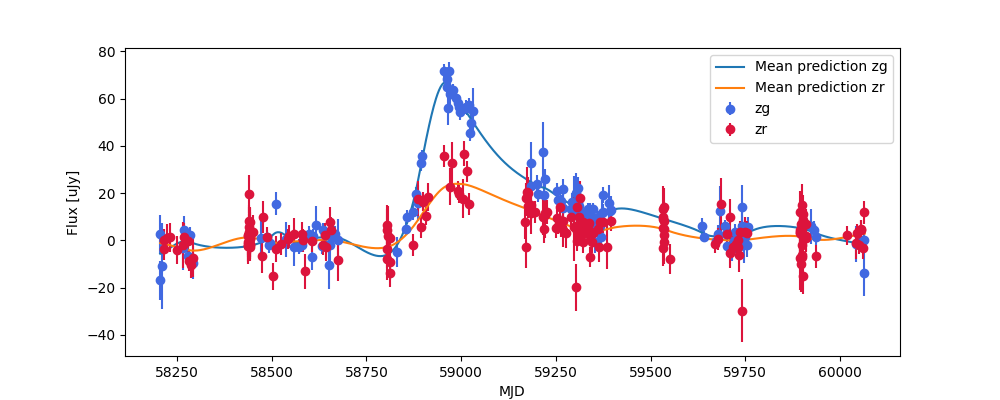 80
60
40
20
0
−20
−40
Flux [uJy]
58250
58500
58750
59000
59250
59500
59750
60000
MJD
Mean prediction zg
Mean prediction zr
zg
zr